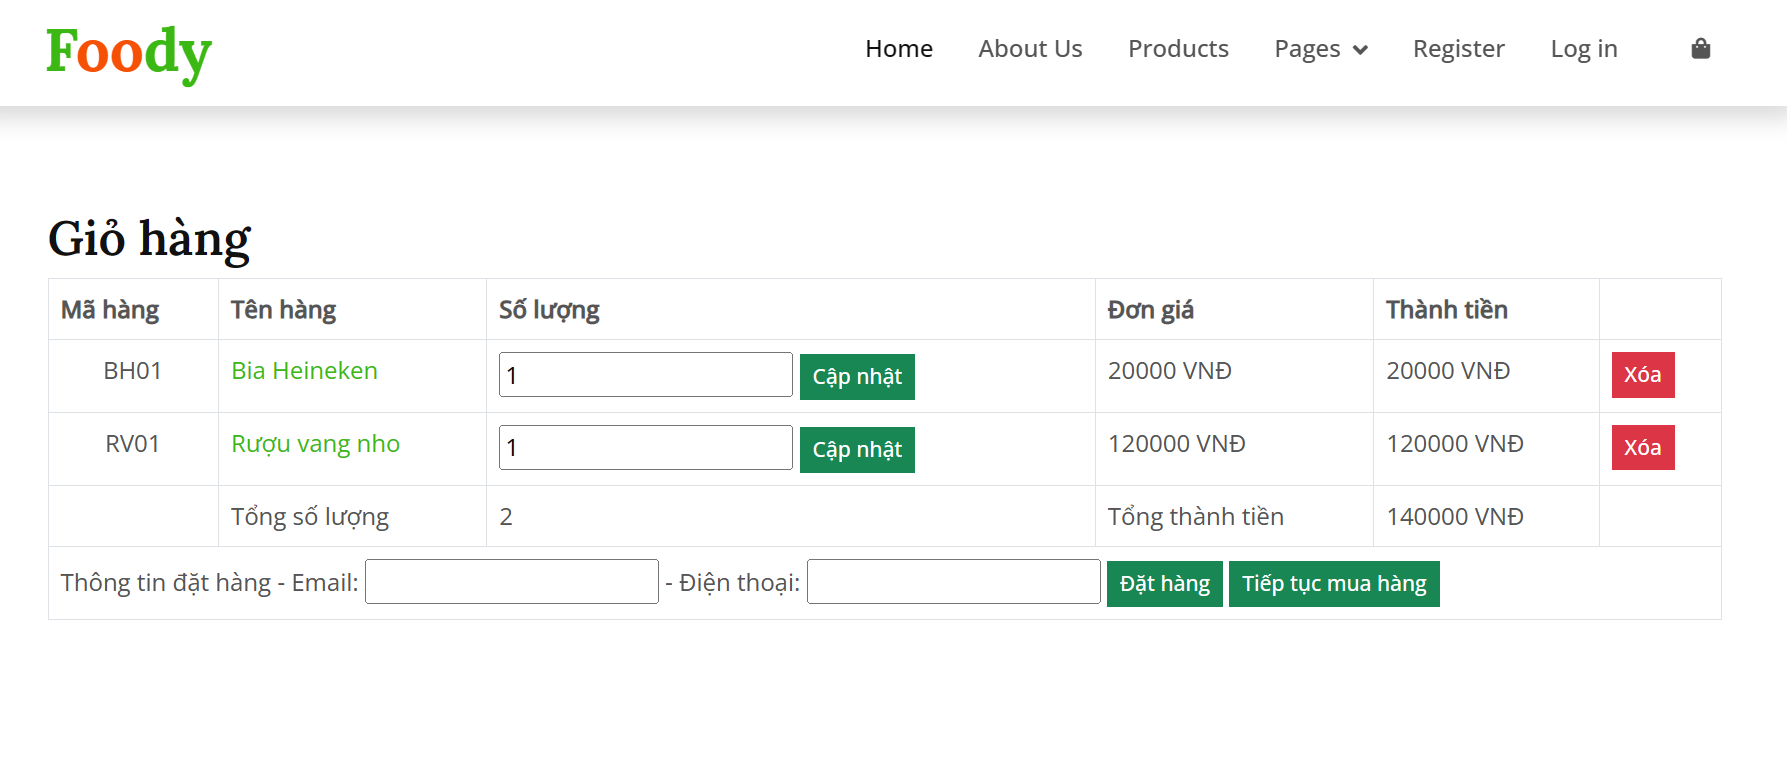 Foody
Home About Us Products Pages Register Log in
Giỏ hàng
Mã hàng Tên hàng Số lượng Đơn giá Thành tiền
BH01 Bia Heineken 1 Cập nhật 20000 VNĐ 20000 VNĐ Xóa
RV01 Rượu vang nho 1 Cập nhật 120000 VNĐ 120000 VNĐ Xóa
Tổng số lượng 2 Tổng thành tiền 140000 VNĐ
Thông tin đặt hàng - Email: - Điện thoại: Đặt hàng Tiếp tục mua hàng